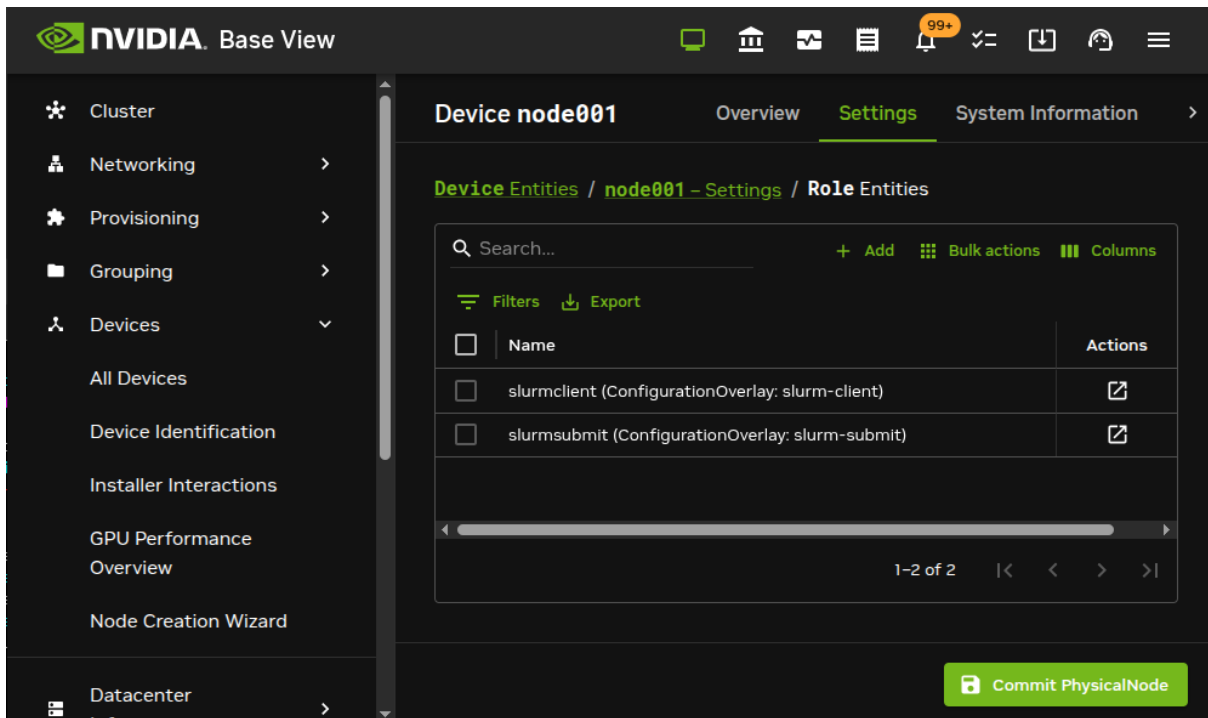 NVIDIA. Base View
99+
Cluster
Networking
Provisioning
Grouping
Devices
All Devices
Device Identification
Installer Interactions
GPU Performance
Overview
Node Creation Wizard
Datacenter
Device node001
Overview
Settings
System Information
Device Entities / node001 – Settings / Role Entities
Search...
+ Add
Bulk actions
Columns
Filters
Export
Name
Actions
slurmclient (ConfigurationOverlay: slurm-client)
slurmsubmit (ConfigurationOverlay: slurm-submit)
1–2 of 2
Commit PhysicalNode